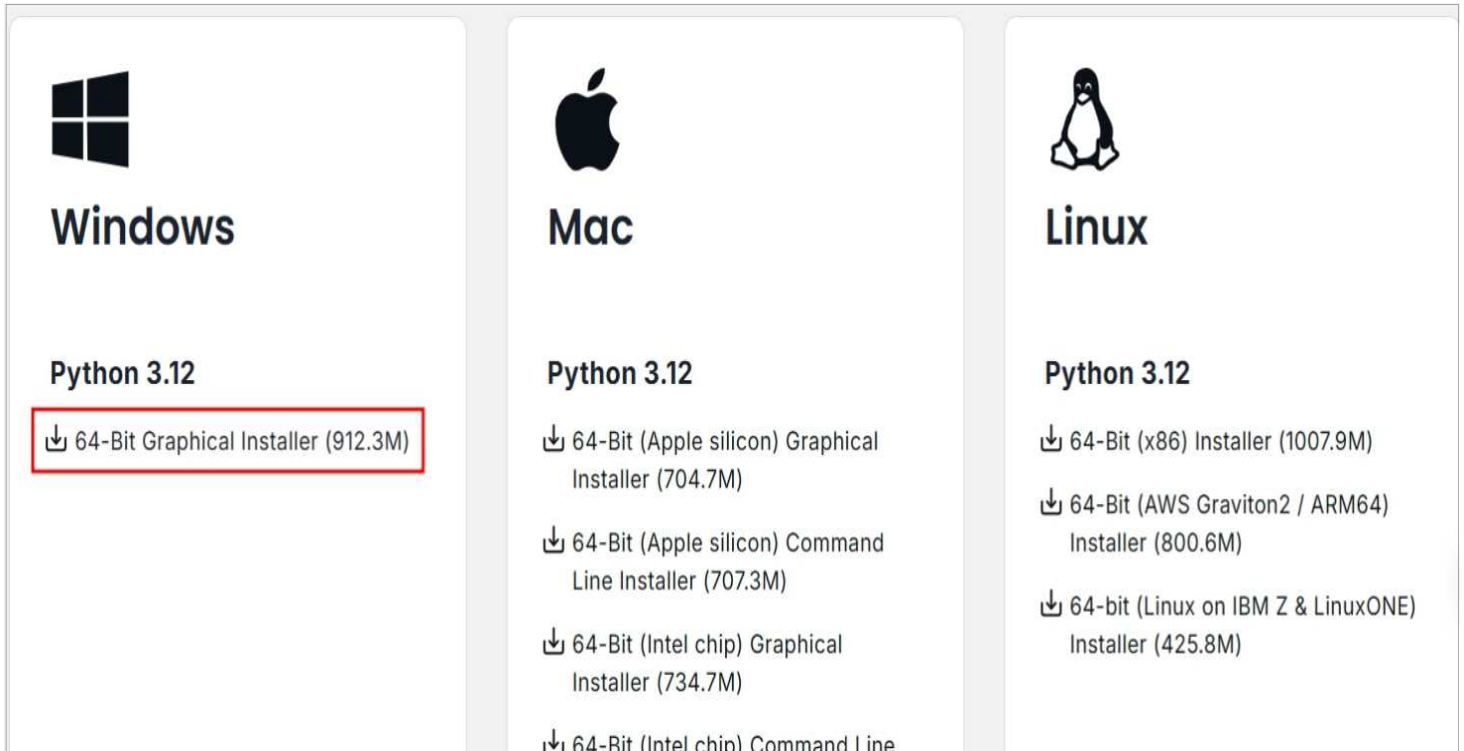 Windows
Python 3.12
64-Bit Graphical Installer (912.3M)
Mac
Python 3.12
64-Bit (Apple silicon) Graphical
Installer (704.7M)
64-Bit (Apple silicon) Command
Line Installer (707.3M)
64-Bit (Intel chip) Graphical
Installer (734.7M)
64-Bit (Intel chip) Command Line
Linux
Python 3.12
64-Bit (x86) Installer (1007.9M)
64-Bit (AWS Graviton2 / ARM64)
Installer (800.6M)
64-bit (Linux on IBM Z & LinuxONE)
Installer (425.8M)